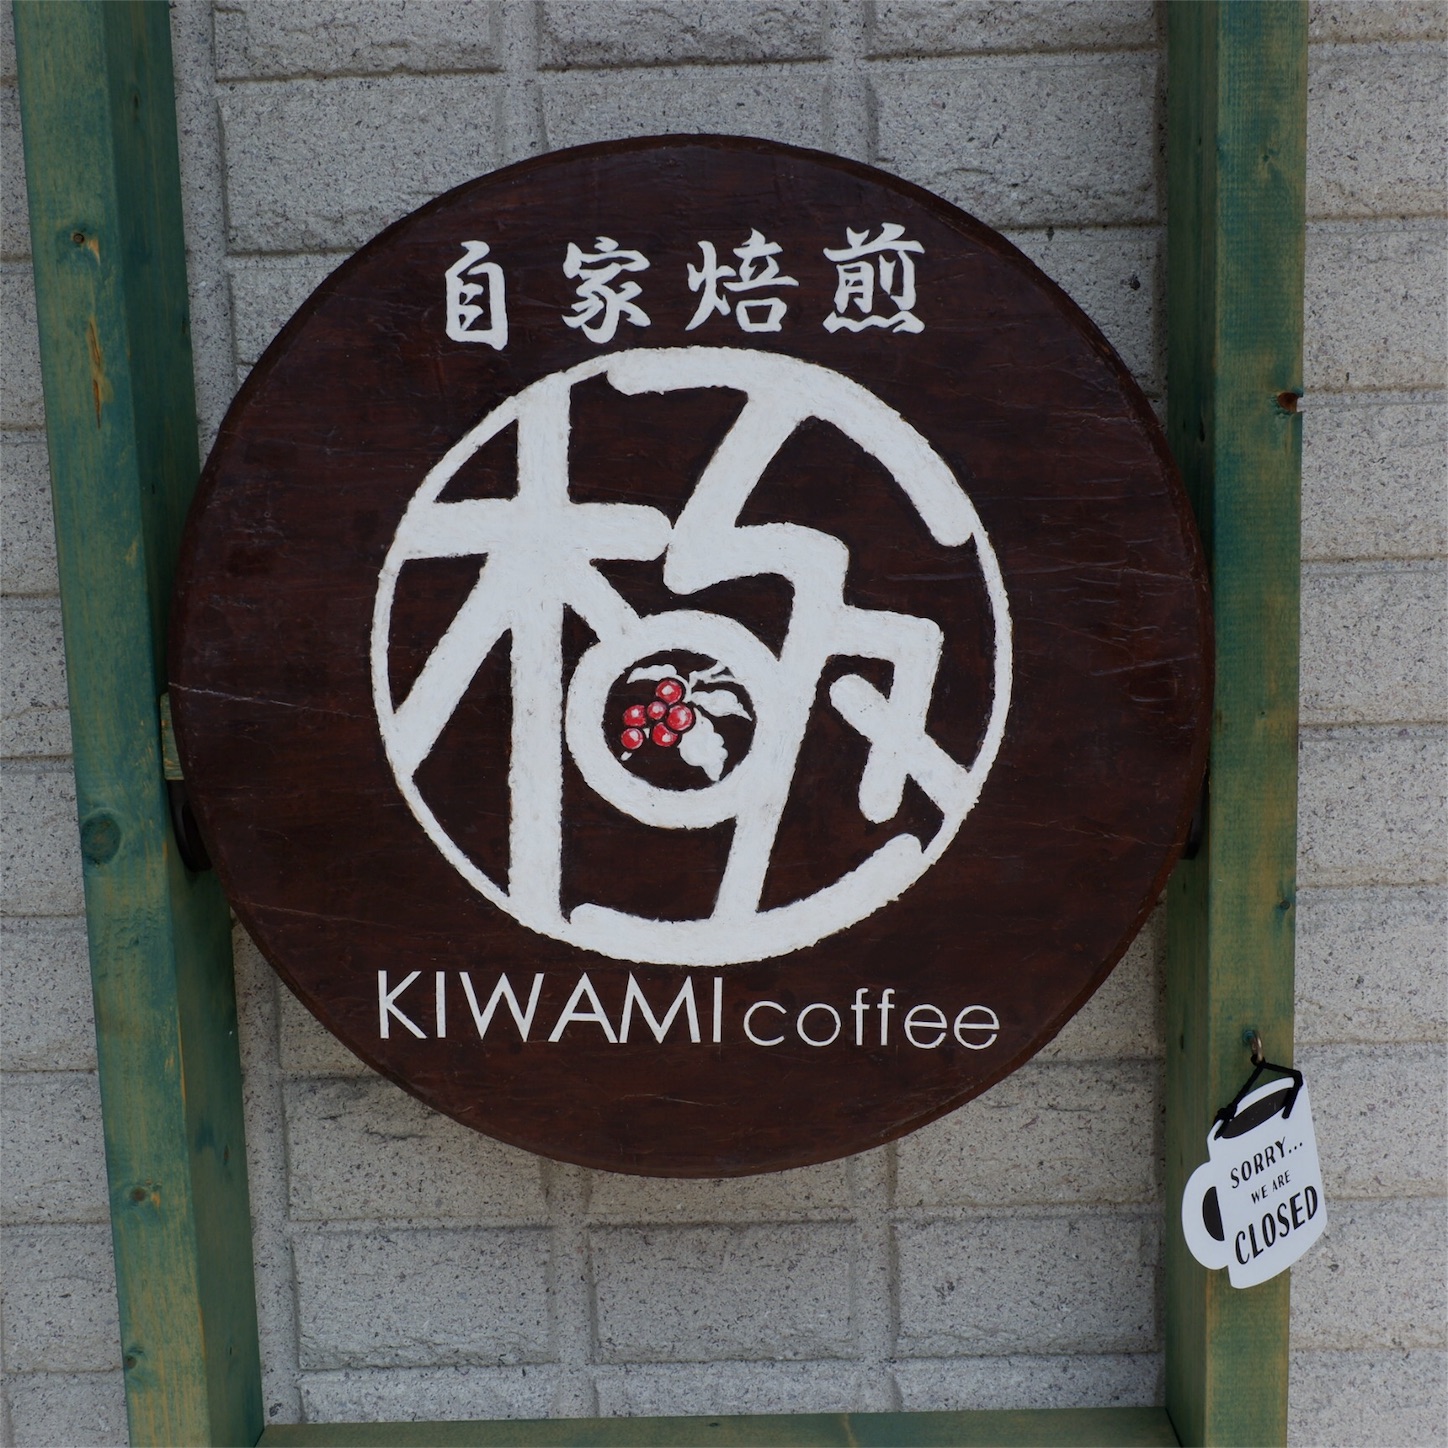 自家焙煎
極
KIWAMI coffee
SORRY...
WE ARE
CLOSED